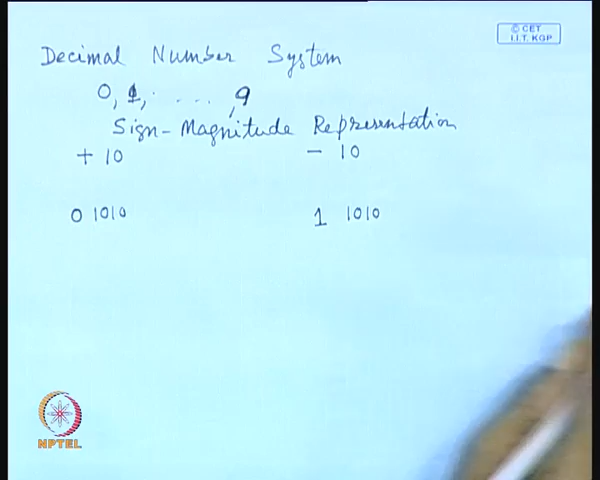 © CET
I.I.T. KGP
Decimal Number System
0, 1, . . . . , 9
Sign-Magnitude Representation
+ 10 - 10
0 1010 1 1010
NPTEL